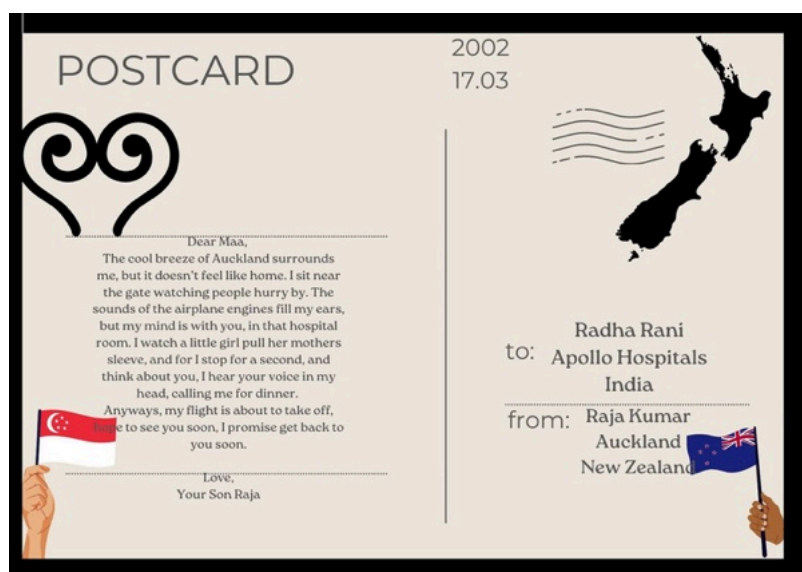 POSTCARD
2002
17.03
Dear Maa,
The cool breeze of Auckland surrounds
me, but it doesn't feel like home. I sit near
the gate watching people hurry by. The
sounds of the airplane engines fill my ears,
but my mind is with you, in that hospital
room. I watch a little girl pull her mothers
sleeve, and for I stop for a second, and
think about you, I hear your voice in my
head, calling me for dinner.
Anyways, my flight is about to take off,
hope to see you soon, I promise get back to
you soon.
Love,
Your Son Raja
to:
Radha Rani
Apollo Hospitals
India
from:
Raja Kumar
Auckland
New Zealand